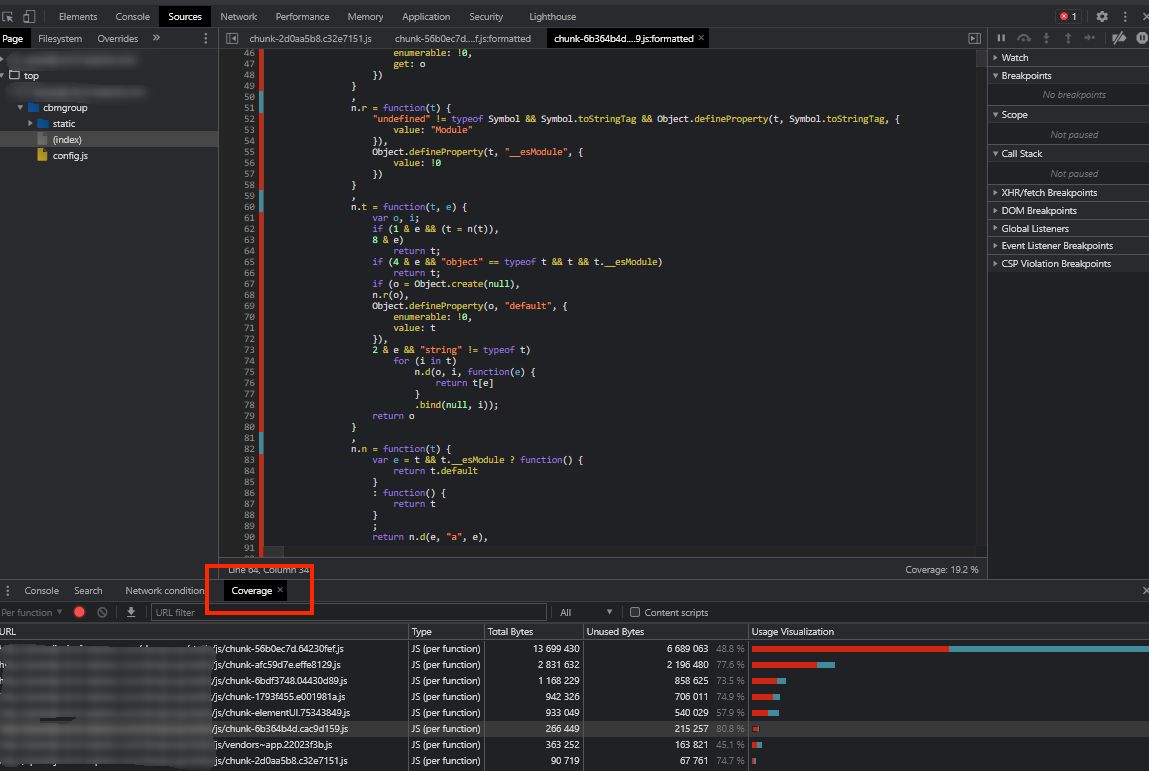 Elements Console Sources Network Performance Memory Application Security Lighthouse 1
Page Filesystem Overrides » chunk-2d0aa5b8.c32e7151.js chunk-56b0ec7d....f.js:formatted chunk-6b364b4d....9.js:formatted ×
top
cbmgroup
static
(index)
config.js
46 enumerable: !0,
47 get: o
48 })
49 }
50 ,
51 n.r = function(t) {
52 "undefined" != typeof Symbol && Symbol.toStringTag && Object.defineProperty(t, Symbol.toStringTag, {
53 value: "Module"
54 }),
55 Object.defineProperty(t, "__esModule", {
56 value: !0
57 })
58 }
59 ,
60 n.t = function(t, e) {
61 var o, i;
62 if (1 & e && (t = n(t)),
63 8 & e)
64 return t;
65 if (4 & e && "object" == typeof t && t && t.__esModule)
66 return t;
67 if (o = Object.create(null),
68 n.r(o),
69 Object.defineProperty(o, "default", {
70 enumerable: !0,
71 value: t
72 }),
73 2 & e && "string" != typeof t)
74 for (i in t)
75 n.d(o, i, function(e) {
76 return t[e]
77 }
78 .bind(null, i));
79 return o
80 }
81 ,
82 n.n = function(t) {
83 var e = t && t.__esModule ? function() {
84 return t.default
85 }
86 : function() {
87 return t
88 }
89 ;
90 return n.d(e, "a", e),
91
Line 64, Column 34
Coverage: 19.2 %
Watch
Breakpoints
No breakpoints
Scope
Not paused
Call Stack
Not paused
XHR/fetch Breakpoints
DOM Breakpoints
Global Listeners
Event Listener Breakpoints
CSP Violation Breakpoints
Console Search Network condition Coverage ×
Per function URL filter All Content scripts
URL Type Total Bytes Unused Bytes Usage Visualization
/js/chunk-56b0ec7d.64230fef.js JS (per function) 13 699 430 6 689 063 48.8 %
/js/chunk-afc59d7e.effe8129.js JS (per function) 2 831 632 2 196 480 77.6 %
/js/chunk-6bdf3748.04430d89.js JS (per function) 1 168 229 858 625 73.5 %
/js/chunk-1793f455.e001981a.js JS (per function) 942 326 706 011 74.9 %
/js/chunk-elementUI.75343849.js JS (per function) 933 049 540 029 57.9 %
/js/chunk-6b364b4d.cac9d159.js JS (per function) 266 449 215 257 80.8 %
/js/vendors~app.22023f3b.js JS (per function) 363 252 163 821 45.1 %
/js/chunk-2d0aa5b8.c32e7151.js JS (per function) 90 719 67 761 74.7 %